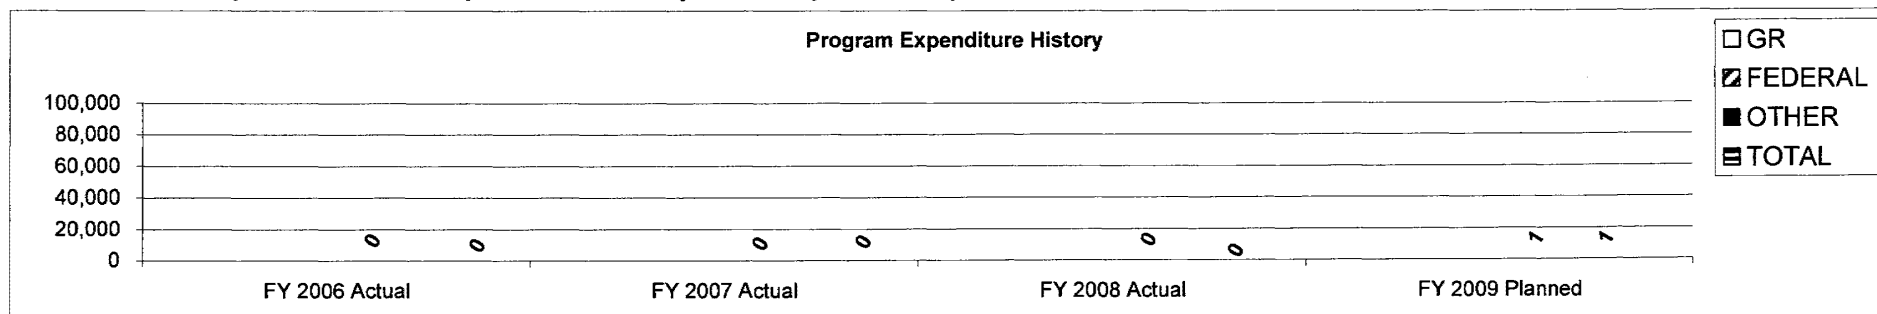 Program Expenditure History
GR
FEDERAL
OTHER
TOTAL
100,000
80,000
60,000
40,000
20,000
0
0 0 0 0 0 0 1 1
FY 2006 Actual FY 2007 Actual FY 2008 Actual FY 2009 Planned